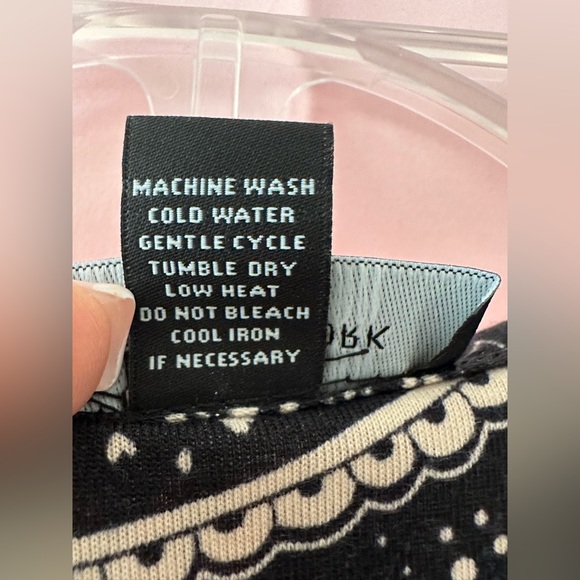 MACHINE WASH
COLD WATER
GENTLE CYCLE
TUMBLE DRY
LOW HEAT
DO NOT BLEACH
COOL IRON
IF NECESSARY